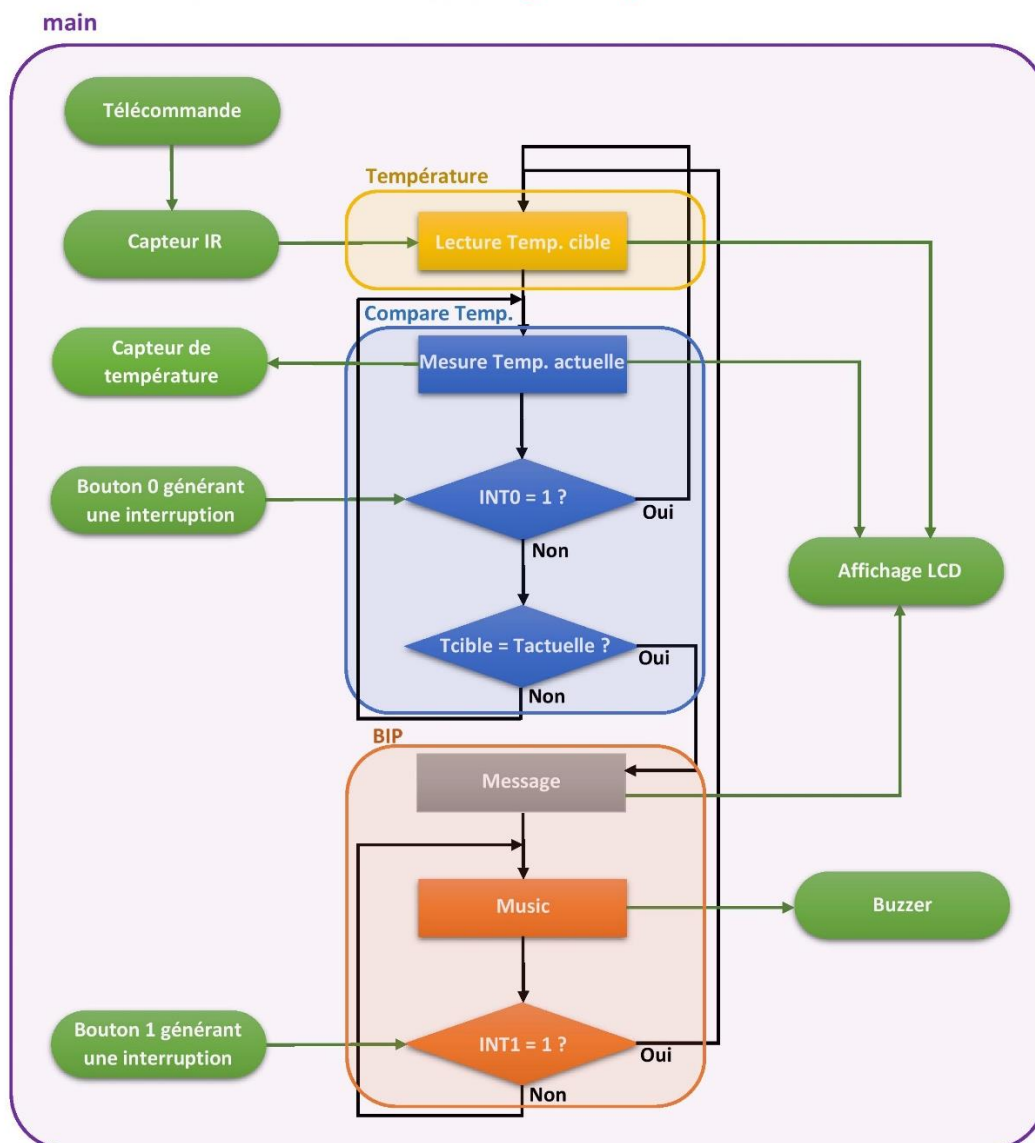 main
Télécommande
Température
Capteur IR
Lecture Temp. cible
Compare Temp.
Capteur de
température
Mesure Temp. actuelle
Bouton 0 générant
une interruption
INT0 = 1 ?
Oui
Non
Affichage LCD
Tcible = Tactuelle ?
Oui
Non
BIP
Message
Music
Buzzer
Bouton 1 générant
une interruption
INT1 = 1 ?
Oui
Non